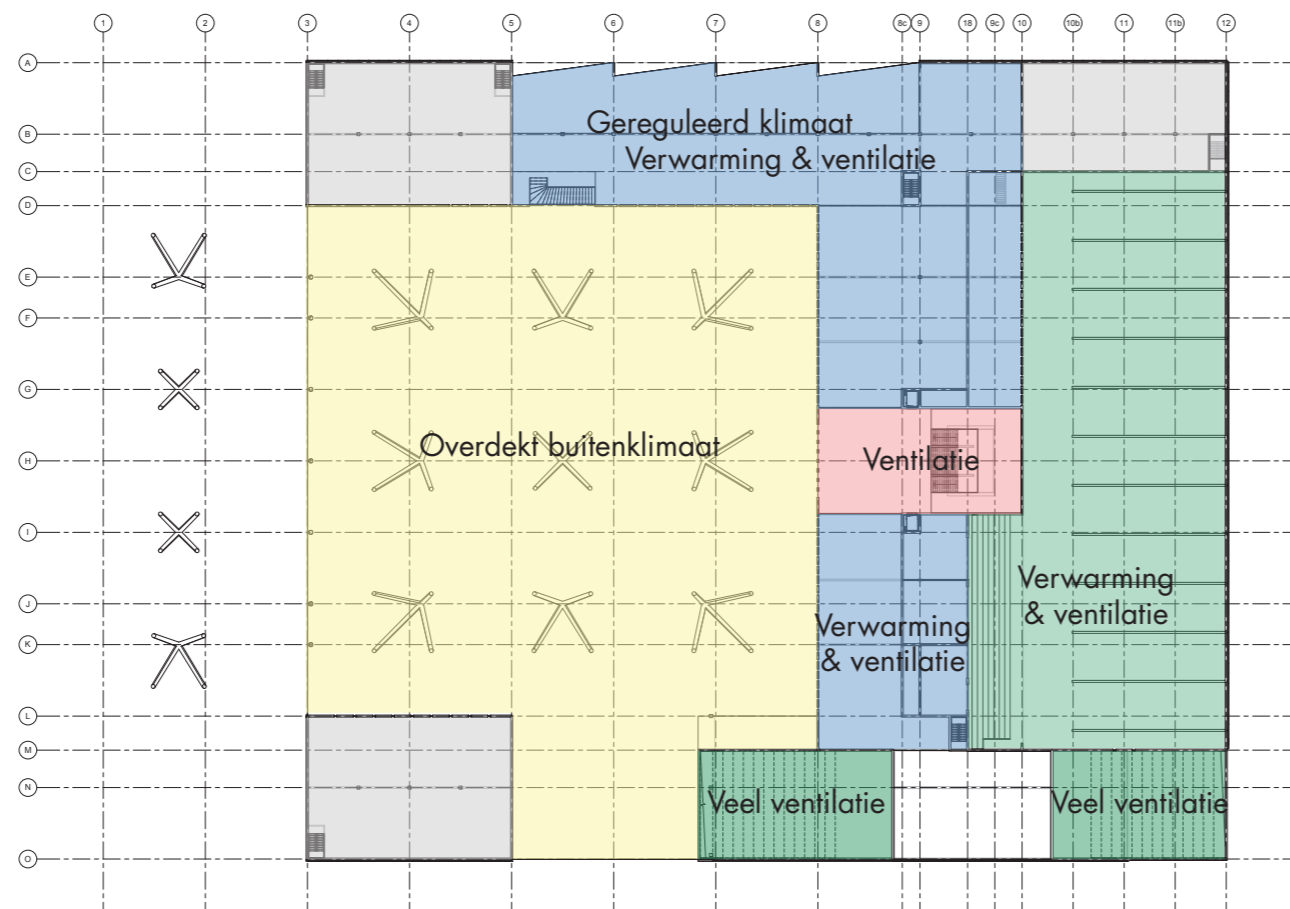 1 2 3 4 5 6 7 8 8c 9 18 9c 10 10b 11 11b 12
A
B
C
D
E
F
G
H
I
J
K
L
M
N
O
Gereguleerd klimaat
Verwarming & ventilatie
Overdekt buitenklimaat
Ventilatie
Verwarming
& ventilatie
Verwarming
& ventilatie
Veel ventilatie
Veel ventilatie